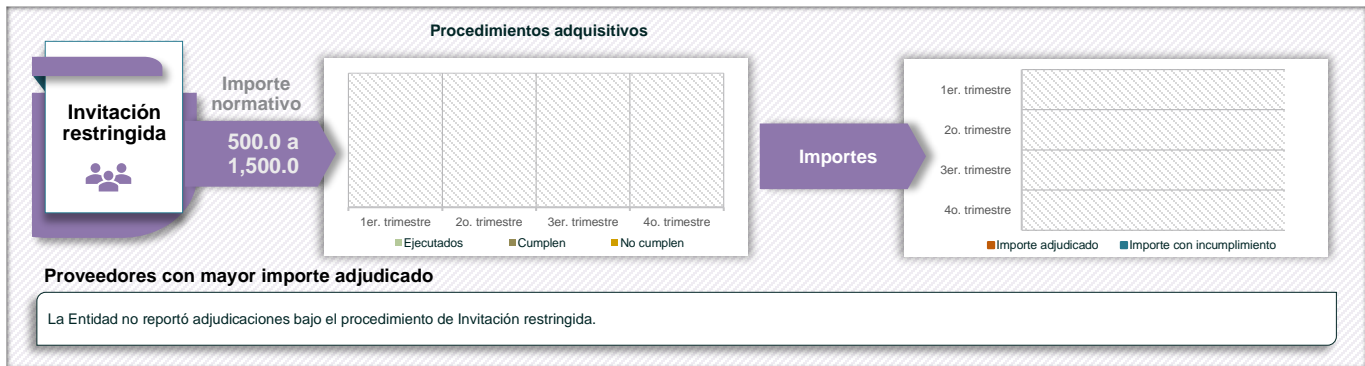 Procedimientos adquisitivos
Invitación
restringida
Importe
normativo
500.0 a
1,500.0
1er. trimestre 2o. trimestre 3er. trimestre 4o. trimestre
Ejecutados Cumplen No cumplen
Importes
1er. trimestre
2o. trimestre
3er. trimestre
4o. trimestre
Importe adjudicado Importe con incumplimiento
Proveedores con mayor importe adjudicado
La Entidad no reportó adjudicaciones bajo el procedimiento de Invitación restringida.